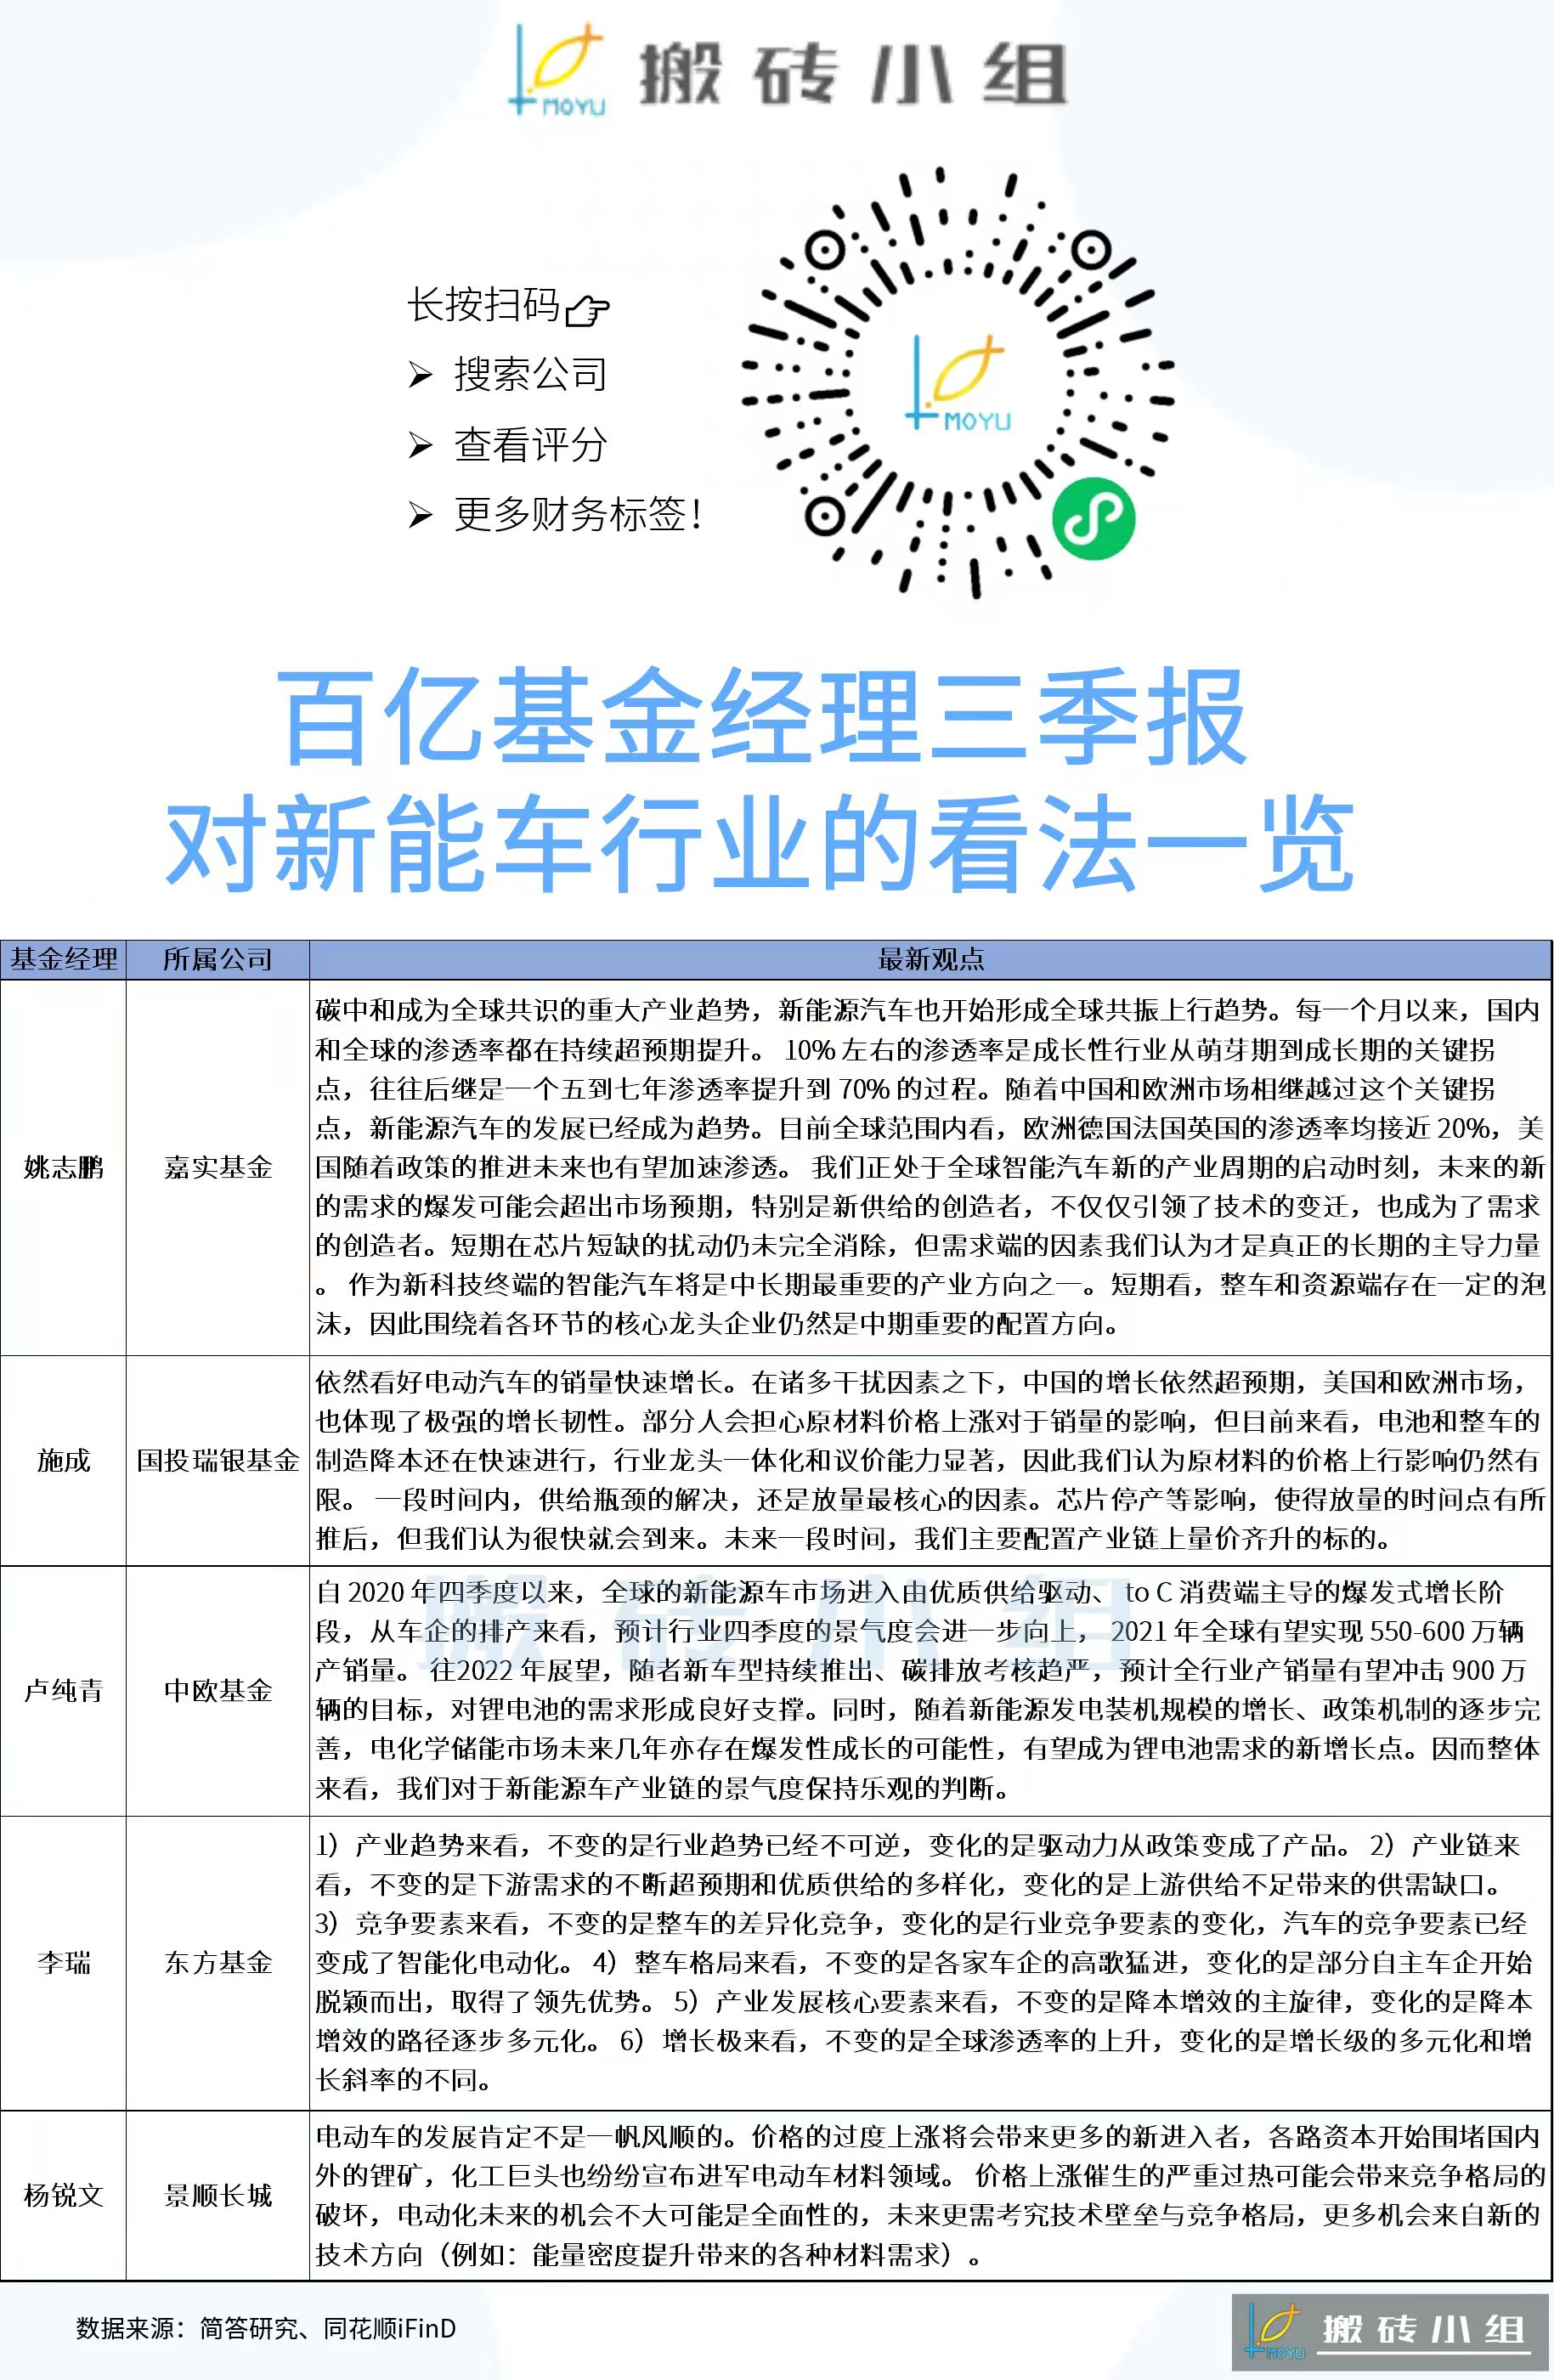 MOYU 搬砖小组
长按扫码
搜索公司
MOYU
查看评分
更多财务标签！
百亿基金经理三季报
对新能车行业的看法一览
基金经理 所属公司 最新观点
姚志鹏 嘉实基金
碳中和成为全球共识的重大产业趋势，新能源汽车也开始形成全球共振上行趋势。每一个月以来，国内
和全球的渗透率都在持续超预期提升。 10% 左右的渗透率是成长性行业从萌芽期到成长期的关键拐
点，往往后继是一个五到七年渗透率提升到 70% 的过程。随着中国和欧洲市场相继越过这个关键拐
点，新能源汽车的发展已经成为趋势。目前全球范围内看，欧洲德国法国英国的渗透率均接近 20%，美
国随着政策的推进未来也有望加速渗透。 我们正处于全球智能汽车新的产业周期的启动时刻，未来的新
的需求的爆发可能会超出市场预期，特别是新供给的创造者，不仅仅引领了技术的变迁，也成为了需求
的创造者。短期在芯片短缺的扰动仍未完全消除，但需求端的因素我们认为才是真正的长期的主导力量
。 作为新科技终端的智能汽车将是中长期最重要的产业方向之一。短期看，整车和资源端存在一定的泡
沫，因此围绕着各环节的核心龙头企业仍然是中期重要的配置方向。
施成 国投瑞银基金
依然看好电动汽车的销量快速增长。在诸多干扰因素之下，中国的增长依然超预期，美国和欧洲市场，
也体现了极强的增长韧性。部分人会担心原材料价格上涨对于销量的影响，但目前来看，电池和整车的
制造降本还在快速进行，行业龙头一体化和议价能力显著，因此我们认为原材料的价格上行影响仍然有
限。 一段时间内，供给瓶颈的解决，还是放量最核心的因素。芯片停产等影响，使得放量的时间点有所
推后，但我们认为很快就会到来。未来一段时间，我们主要配置产业链上量价齐升的标的。
搬砖小组
卢纯青 中欧基金
自 2020 年四季度以来，全球的新能源车市场进入由优质供给驱动、 to C 消费端主导的爆发式增长阶
段，从车企的排产来看，预计行业四季度的景气度会进一步向上， 2021 年全球有望实现 550-600 万辆
产销量。 往2022 年展望，随者新车型持续推出、碳排放考核趋严，预计全行业产销量有望冲击 900 万
辆的目标，对锂电池的需求形成良好支撑。同时，随着新能源发电装机规模的增长、政策机制的逐步完
善，电化学储能市场未来几年亦存在爆发性成长的可能性，有望成为锂电池需求的新增长点。因而整体
来看，我们对于新能源车产业链的景气度保持乐观的判断。
李瑞 东方基金
1）产业趋势来看，不变的是行业趋势已经不可逆，变化的是驱动力从政策变成了产品。 2）产业链来
看，不变的是下游需求的不断超预期和优质供给的多样化，变化的是上游供给不足带来的供需缺口。
3）竞争要素来看，不变的是整车的差异化竞争，变化的是行业竞争要素的变化，汽车的竞争要素已经
变成了智能化电动化。 4）整车格局来看，不变的是各家车企的高歌猛进，变化的是部分自主车企开始
脱颖而出，取得了领先优势。 5）产业发展核心要素来看，不变的是降本增效的主旋律，变化的是降本
增效的路径逐步多元化。 6）增长极来看，不变的是全球渗透率的上升，变化的是增长级的多元化和增
长斜率的不同。
杨锐文 景顺长城
电动车的发展肯定不是一帆风顺的。价格的过度上涨将会带来更多的新进入者，各路资本开始围堵国内
外的锂矿，化工巨头也纷纷宣布进军电动车材料领域。 价格上涨催生的严重过热可能会带来竞争格局的
破坏，电动化未来的机会不大可能是全面性的，未来更需考究技术壁垒与竞争格局，更多机会来自新的
技术方向（例如：能量密度提升带来的各种材料需求）。
数据来源：简答研究、同花顺iFinD
MOYU 搬砖小组